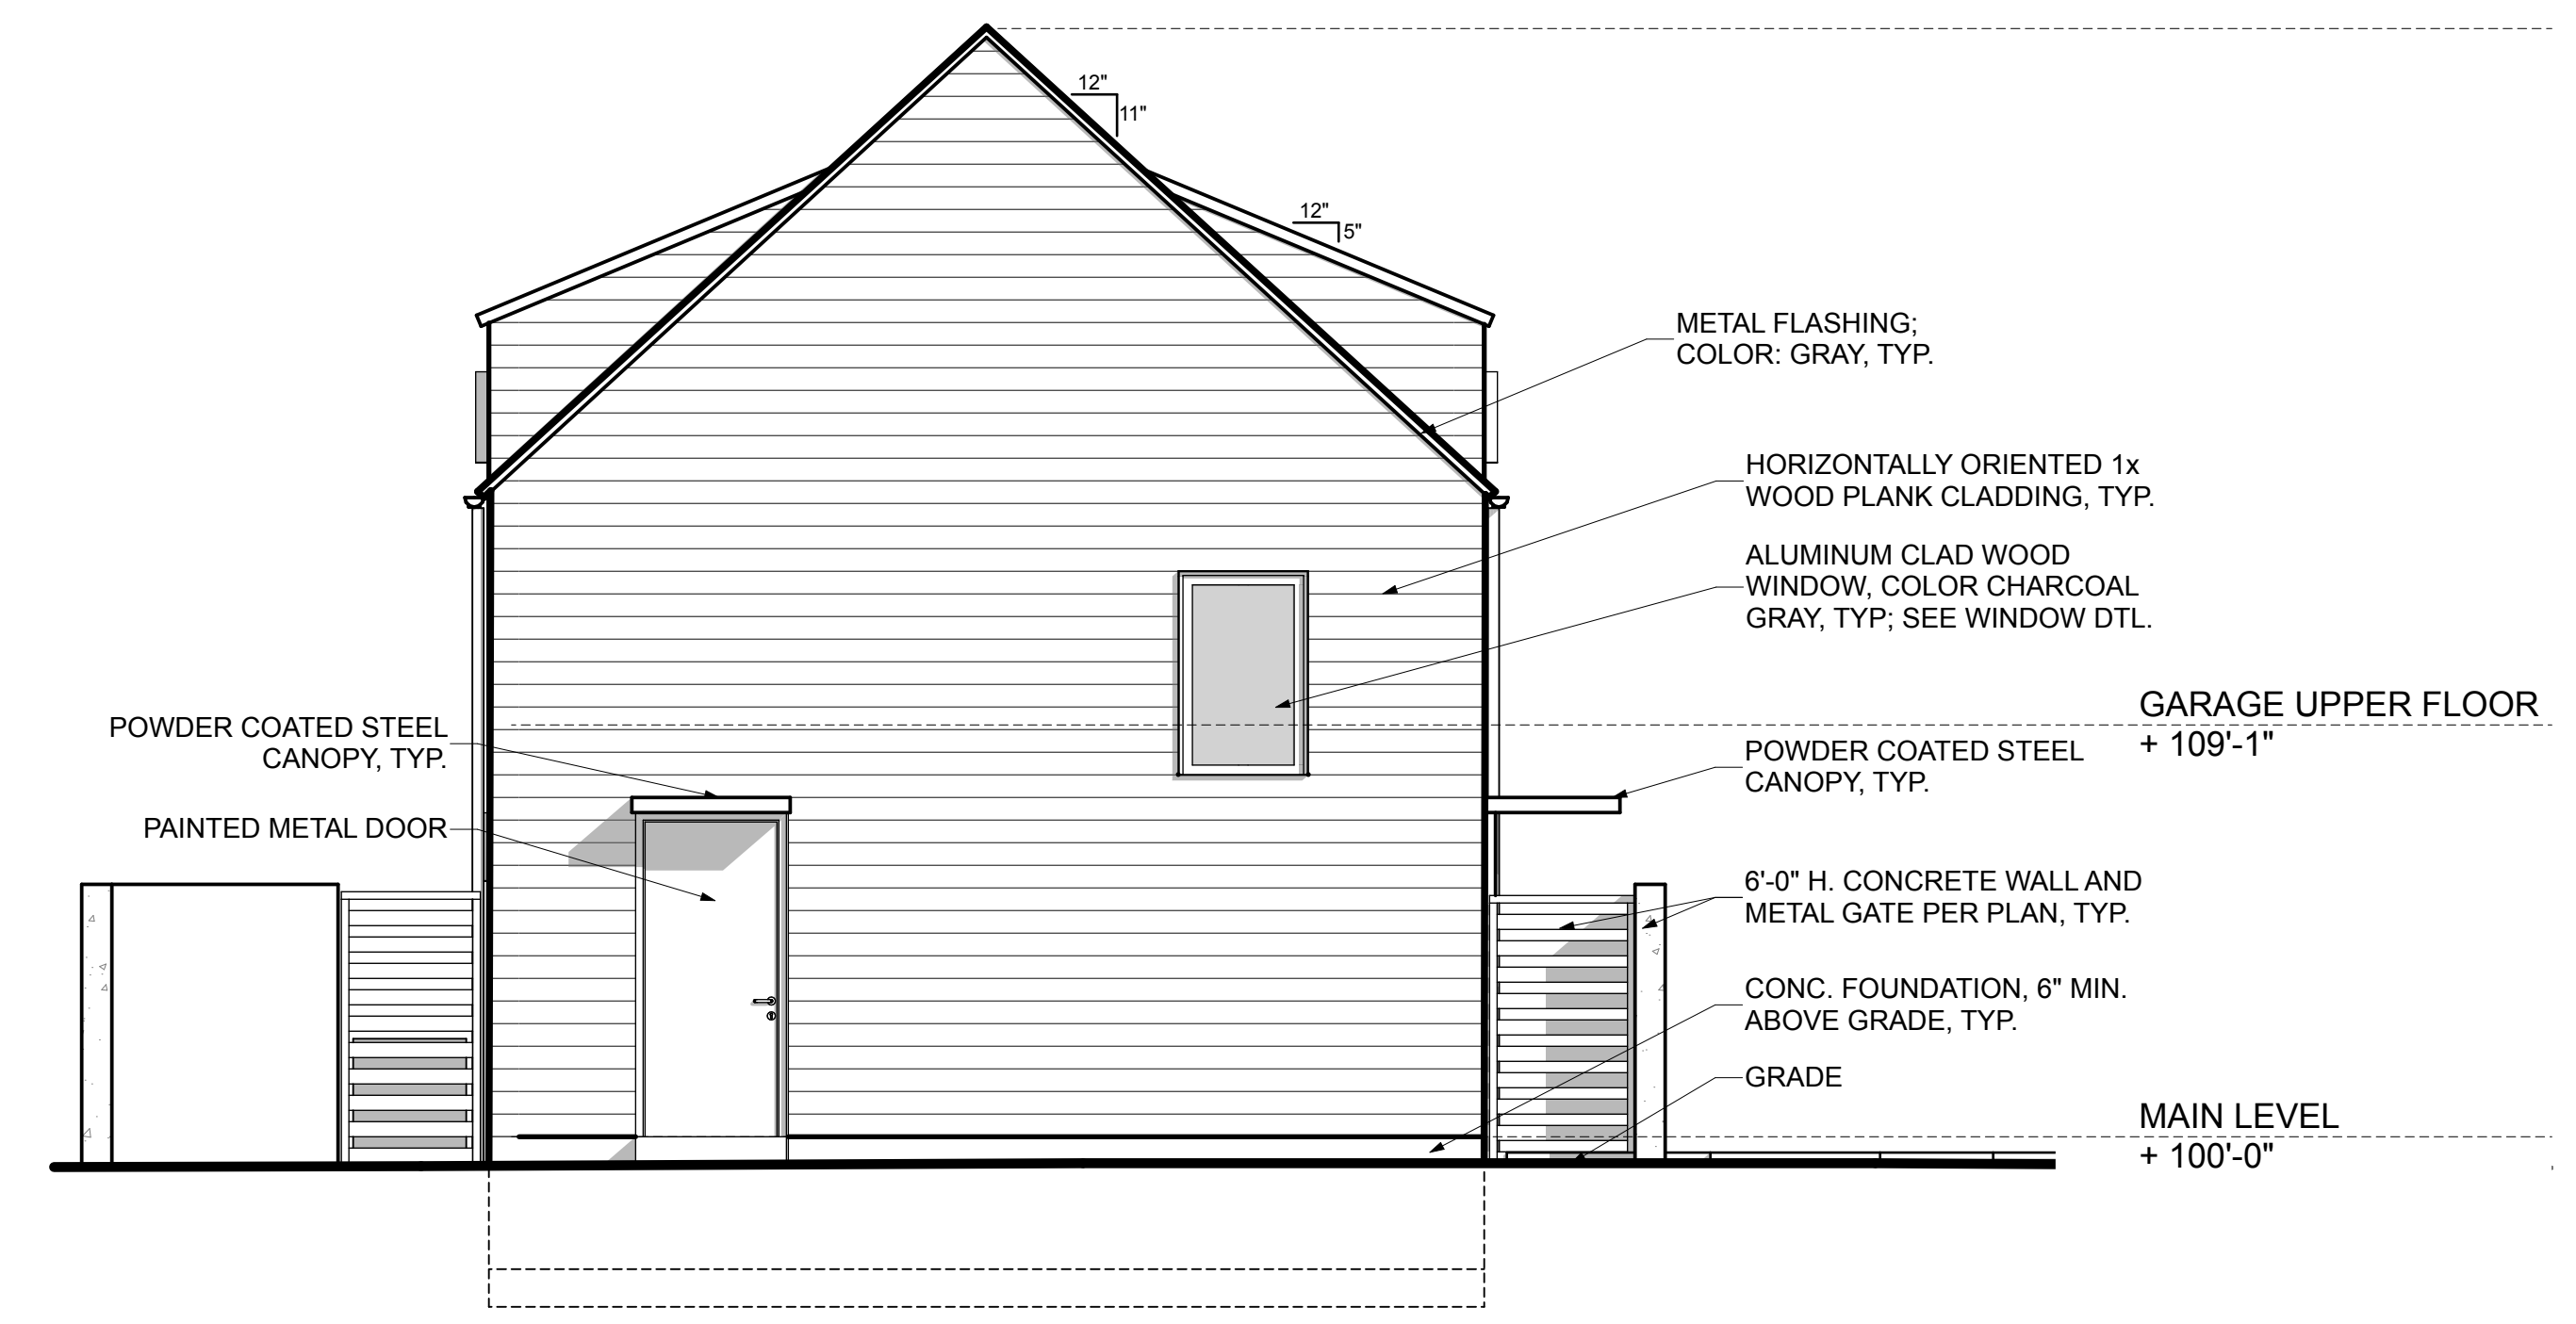 12"
11"
12"
5"
METAL FLASHING;
COLOR: GRAY, TYP.
HORIZONTALLY ORIENTED 1x
WOOD PLANK CLADDING, TYP.
ALUMINUM CLAD WOOD
WINDOW, COLOR CHARCOAL
GRAY, TYP; SEE WINDOW DTL.
GARAGE UPPER FLOOR
+ 109'-1"
POWDER COATED STEEL
CANOPY, TYP.
POWDER COATED STEEL
CANOPY, TYP.
PAINTED METAL DOOR
6'-0" H. CONCRETE WALL AND
METAL GATE PER PLAN, TYP.
CONC. FOUNDATION, 6" MIN.
ABOVE GRADE, TYP.
GRADE
MAIN LEVEL
+ 100'-0"